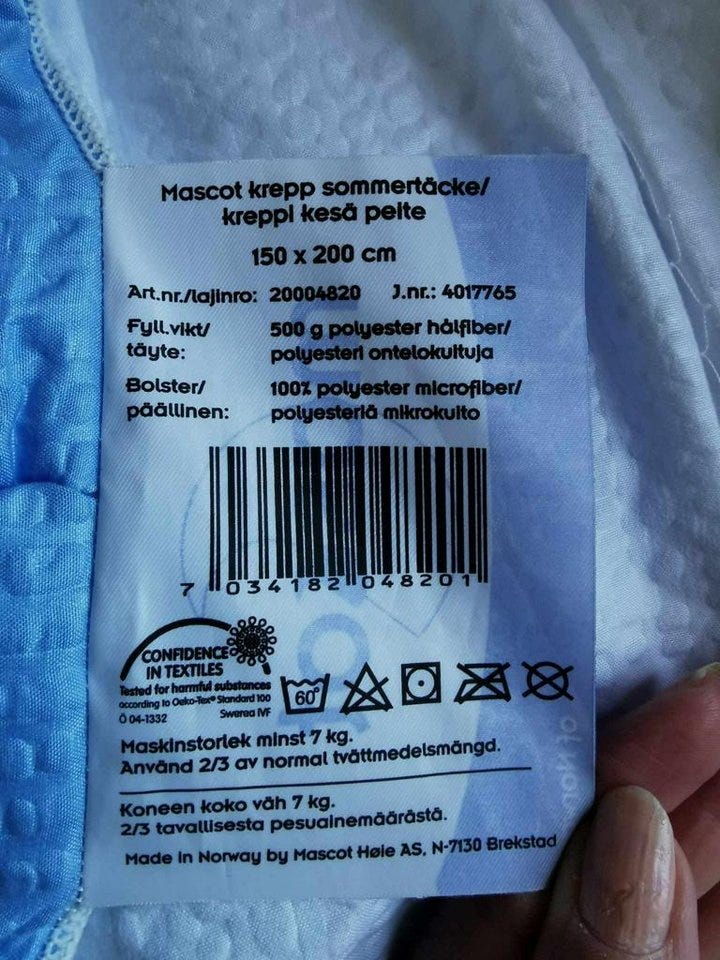 Mascot krepp sommertäcke/
kreppi kesä peite
150 x 200 cm
Art.nr./lajinro: 20004820 J.nr.: 4017765
Fyll.vikt/ 500 g polyester hålfiber/
täyte: polyesteri ontelokuituja
Bolster/ 100% polyester microfiber/
päällinen: polyesteriä mikrokuito
7 034182 048201
CONFIDENCE
IN TEXTILES
Tested for harmful substances
according to Oeko-Tex® Standard 100
Ö 04-1332 Swerea IVF
60°
Maskinstorlek minst 7 kg.
Använd 2/3 av normal tvättmedelsmängd.
Koneen koko väh 7 kg.
2/3 tavallisesta pesuainemäärästä.
Made in Norway by Mascot Høie AS, N-7130 Brekstad